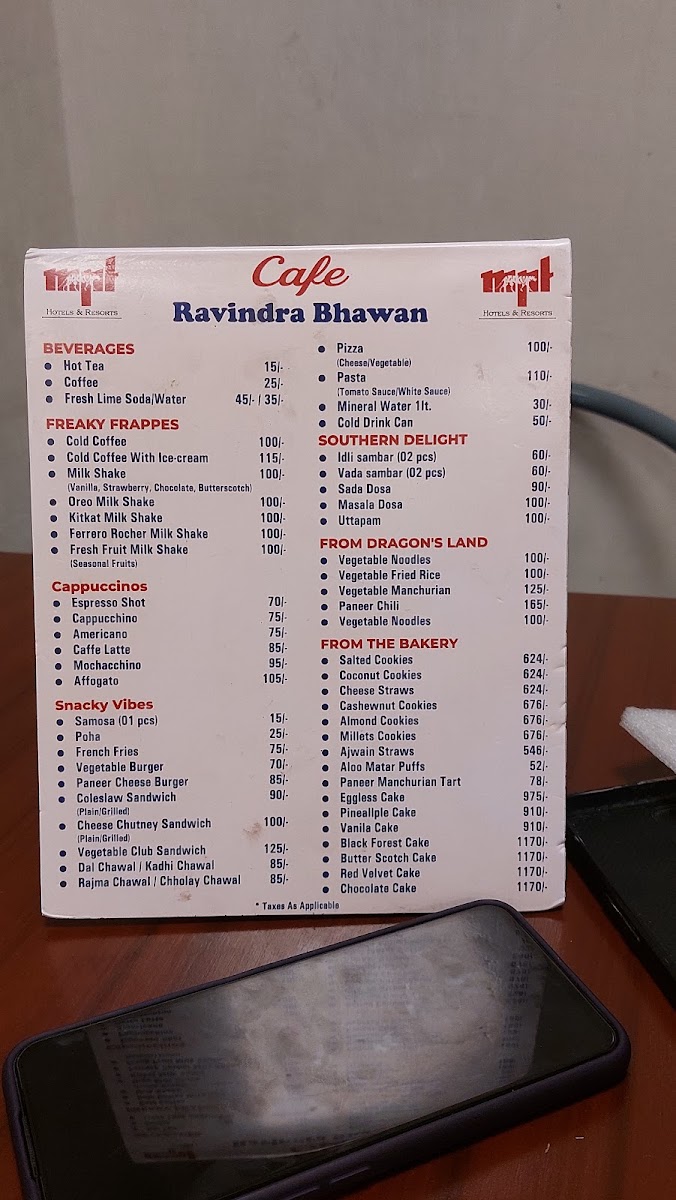 mpt
HOTELS & RESORTS
Cafe
Ravindra Bhawan
mpt
HOTELS & RESORTS
BEVERAGES
Hot Tea 15/-
Coffee 25/-
Fresh Lime Soda/Water 45/- / 35/-
FREAKY FRAPPES
Cold Coffee 100/-
Cold Coffee With Ice-cream 115/-
Milk Shake 100/-
(Vanilla, Strawberry, Chocolate, Butterscotch)
Oreo Milk Shake 100/-
Kitkat Milk Shake 100/-
Ferrero Rocher Milk Shake 100/-
Fresh Fruit Milk Shake 100/-
(Seasonal Fruits)
Cappuccinos
Espresso Shot 70/-
Cappucchino 75/-
Americano 75/-
Caffe Latte 85/-
Mochacchino 95/-
Affogato 105/-
Snacky Vibes
Samosa (01 pcs) 15/-
Poha 25/-
French Fries 75/-
Vegetable Burger 70/-
Paneer Cheese Burger 85/-
Coleslaw Sandwich 90/-
(Plain/Grilled)
Cheese Chutney Sandwich 100/-
(Plain/Grilled)
Vegetable Club Sandwich 125/-
Dal Chawal / Kadhi Chawal 85/-
Rajma Chawal / Chholay Chawal 85/-
Pizza 100/-
(Cheese/Vegetable)
Pasta 110/-
(Tomato Sauce/White Sauce)
Mineral Water 1lt. 30/-
Cold Drink Can 50/-
SOUTHERN DELIGHT
Idli sambar (02 pcs) 60/-
Vada sambar (02 pcs) 60/-
Sada Dosa 90/-
Masala Dosa 100/-
Uttapam 100/-
FROM DRAGON'S LAND
Vegetable Noodles 100/-
Vegetable Fried Rice 100/-
Vegetable Manchurian 125/-
Paneer Chili 165/-
Vegetable Noodles 100/-
FROM THE BAKERY
Salted Cookies 624/-
Coconut Cookies 624/-
Cheese Straws 624/-
Cashewnut Cookies 676/-
Almond Cookies 676/-
Millets Cookies 676/-
Ajwain Straws 546/-
Aloo Matar Puffs 52/-
Paneer Manchurian Tart 78/-
Eggless Cake 975/-
Pineallple Cake 910/-
Vanila Cake 910/-
Black Forest Cake 1170/-
Butter Scotch Cake 1170/-
Red Velvet Cake 1170/-
Chocolate Cake 1170/-
* Taxes As Applicable